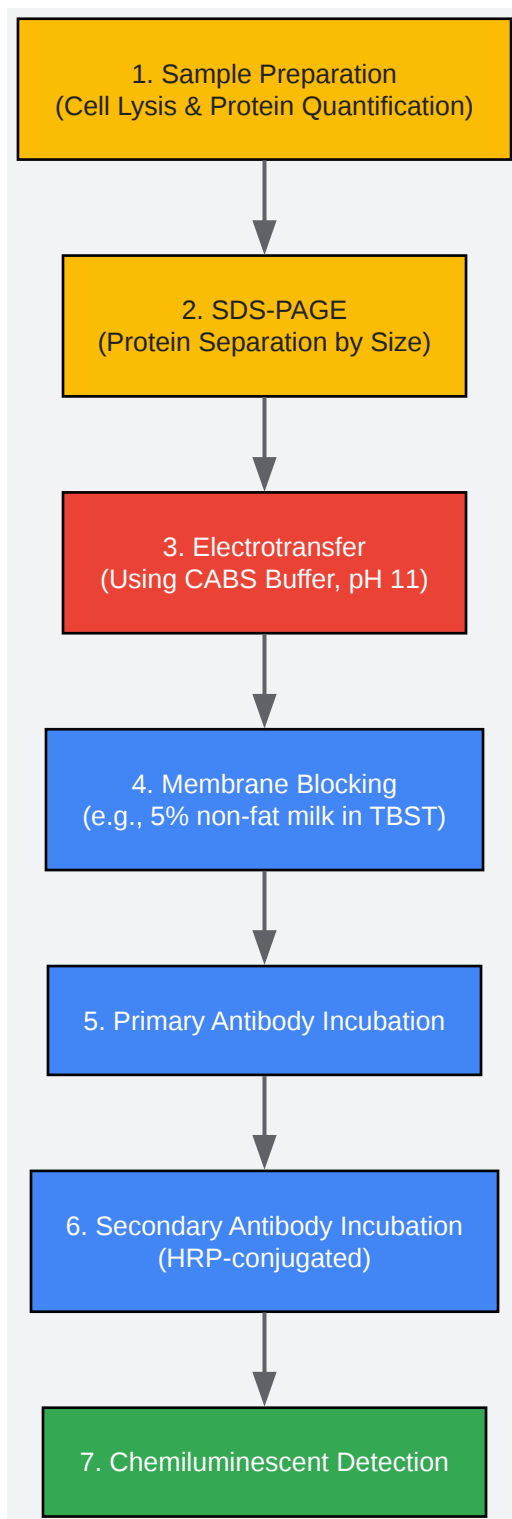 1. Sample Preparation
(Cell Lysis & Protein Quantification)
2. SDS-PAGE
(Protein Separation by Size)
3. Electrotransfer
(Using CABS Buffer, pH 11)
4. Membrane Blocking
(e.g., 5% non-fat milk in TBST)
5. Primary Antibody Incubation
6. Secondary Antibody Incubation
(HRP-conjugated)
7. Chemiluminescent Detection